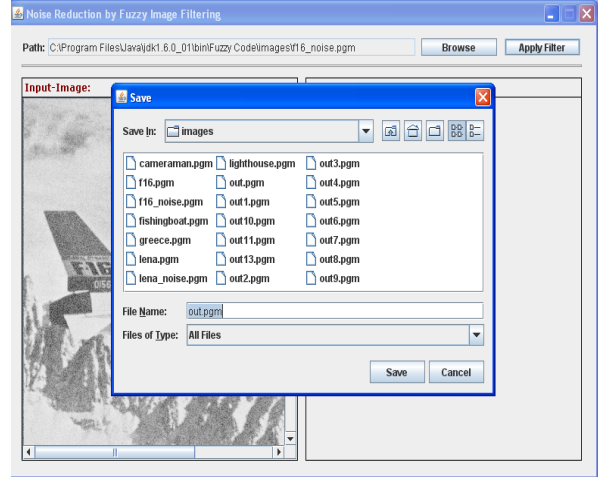 Noise Reduction by Fuzzy Image Filtering
Path: C:\Program Files\Java\jdk1.6.0_01\bin\Fuzzy Code\images\f16_noise.pgm Browse Apply Filter
Input-Image:
Save
Save In: images
cameraman.pgm lighthouse.pgm out3.pgm
f16.pgm out.pgm out4.pgm
f16_noise.pgm out1.pgm out5.pgm
fishingboat.pgm out10.pgm out6.pgm
greece.pgm out11.pgm out7.pgm
lena.pgm out13.pgm out8.pgm
lena_noise.pgm out2.pgm out9.pgm
File Name: out.pgm
Files of Type: All Files
Save Cancel
F-16